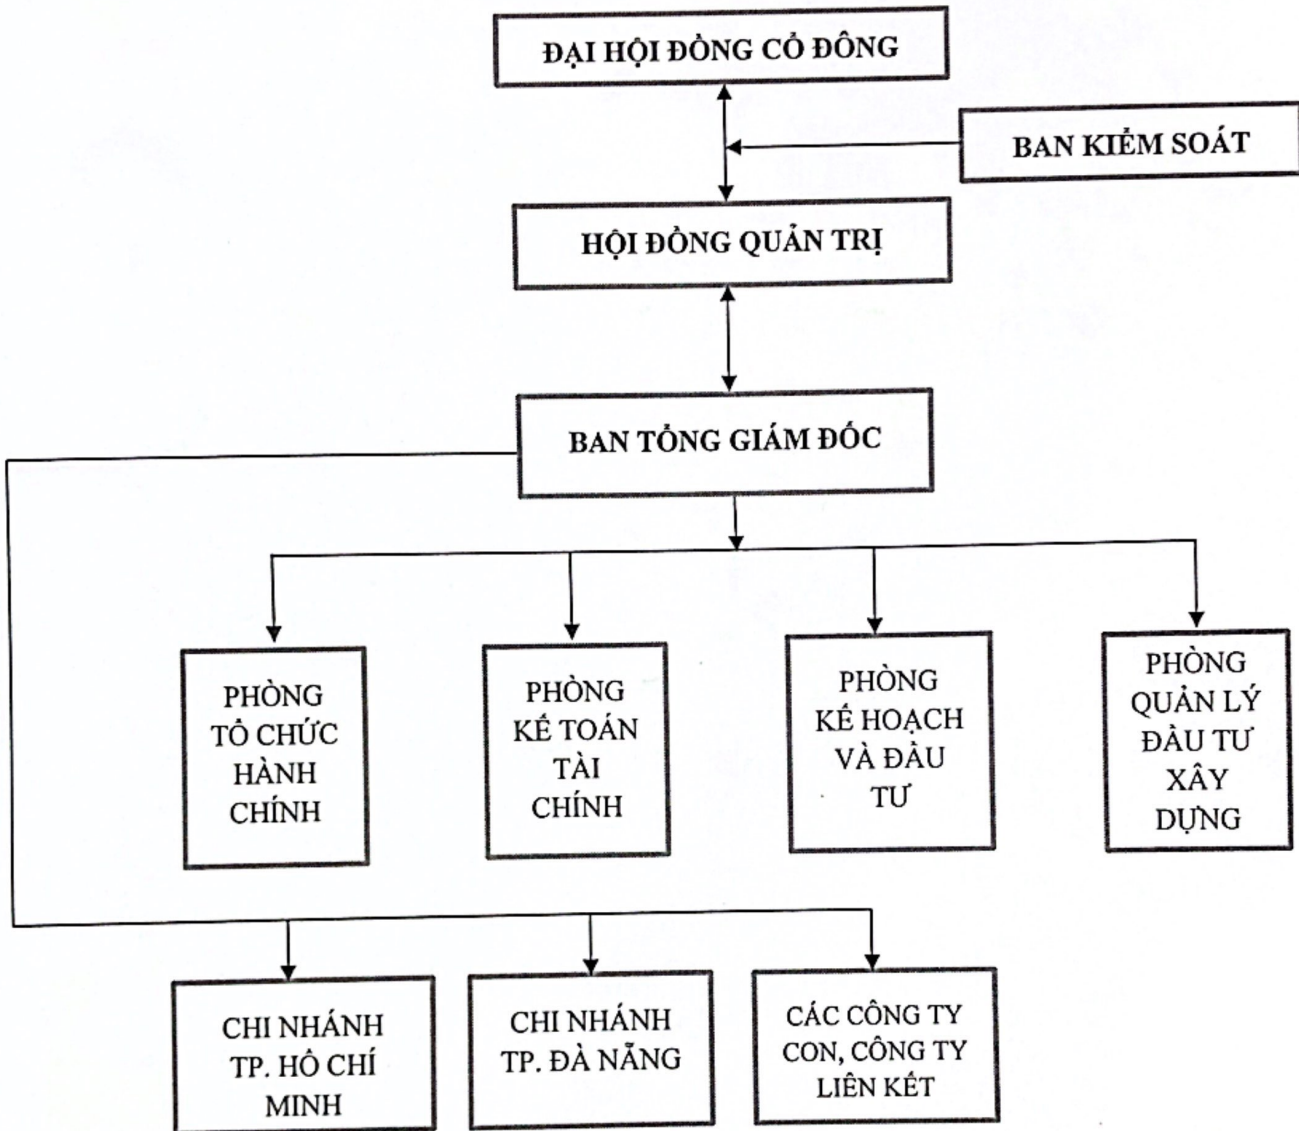 ĐẠI HỘI ĐỒNG CỔ ĐÔNG
BAN KIỂM SOÁT
HỘI ĐỒNG QUẢN TRỊ
BAN TỔNG GIÁM ĐỐC
PHÒNG
TỔ CHỨC
HÀNH
CHÍNH
PHÒNG
KẾ TOÁN
TÀI
CHÍNH
PHÒNG
KẾ HOẠCH
VÀ ĐẦU
TƯ
PHÒNG
QUẢN LÝ
ĐẦU TƯ
XÂY
DỰNG
CHI NHÁNH
TP. HỒ CHÍ
MINH
CHI NHÁNH
TP. ĐÀ NẴNG
CÁC CÔNG TY
CON, CÔNG TY
LIÊN KẾT